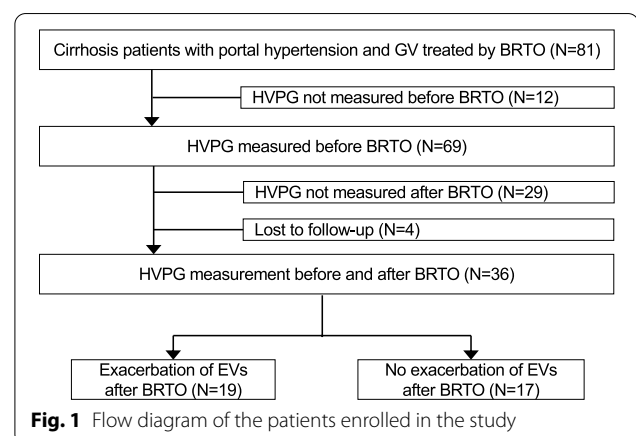 Cirrhosis patients with portal hypertension and GV treated by BRTO (N=81)
HVPG not measured before BRTO (N=12)
HVPG measured before BRTO (N=69)
HVPG not measured after BRTO (N=29)
Lost to follow-up (N=4)
HVPG measurement before and after BRTO (N=36)
Exacerbation of EVs
after BRTO (N=19)
No exacerbation of EVs
after BRTO (N=17)
Fig. 1 Flow diagram of the patients enrolled in the study